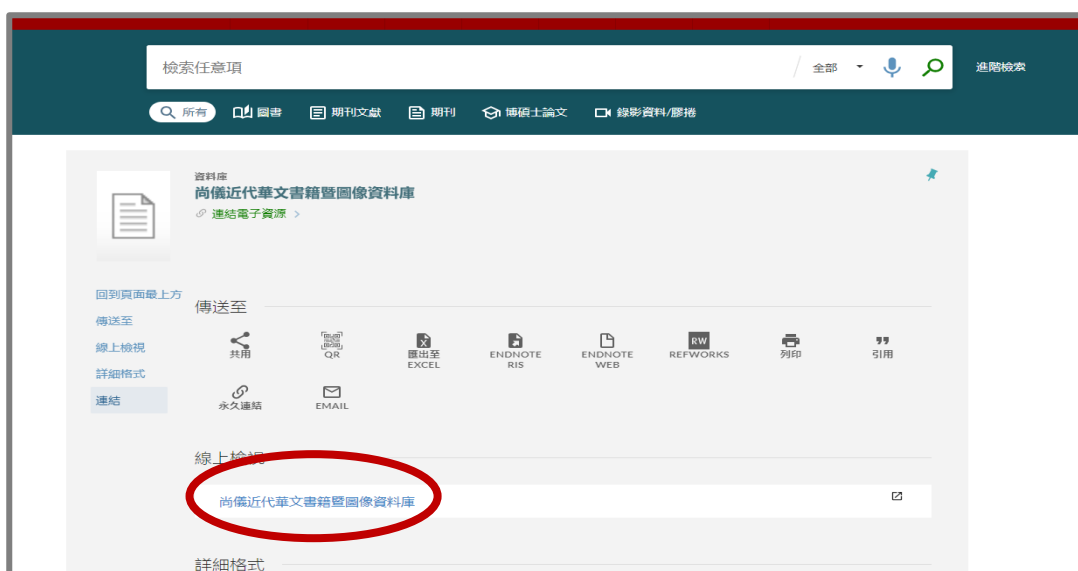 檢索任意項 全部 進階檢索
所有 圖書 期刊文獻 期刊 博碩士論文 錄影資料/膠捲
資料庫
尚儀近代華文書籍暨圖像資料庫
連結電子資源
回到頁面最上方
傳送至
線上檢視
詳細格式
連結
傳送至
共用 QR 匯出至 EXCEL ENDNOTE RIS ENDNOTE WEB RW REFWORKS 列印 引用
永久連結 EMAIL
線上檢視
尚儀近代華文書籍暨圖像資料庫
詳細格式